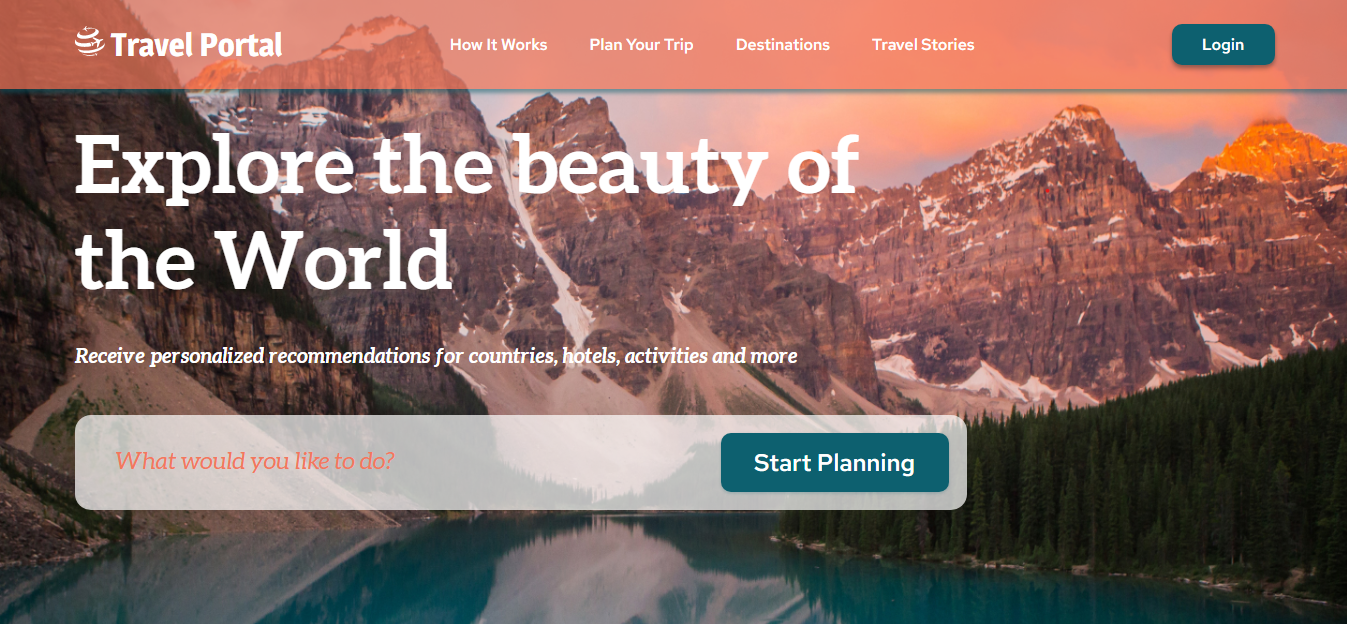 Travel Portal
How It Works
Plan Your Trip
Destinations
Travel Stories
Login
Explore the beauty of
the World
Receive personalized recommendations for countries, hotels, activities and more
What would you like to do?
Start Planning